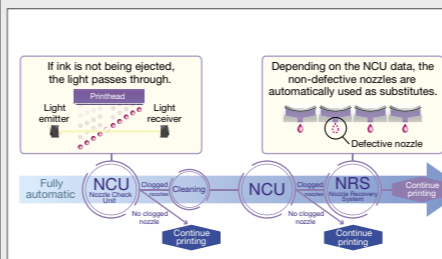 If ink is not being ejected,
the light passes through.
Printhead
Light
emitter
Light
receiver
Depending on the NCU data, the
non-defective nozzles are
automatically used as substitutes.
Defective nozzle
Fully
automatic
NCU
Nozzle Check
Unit
Clogged
nozzles
Cleaning
No clogged
nozzle
Continue
printing
NCU
Clogged
nozzles
NRS
Nozzle Recovery
System
No clogged
nozzle
Continue
printing
Continue
printing